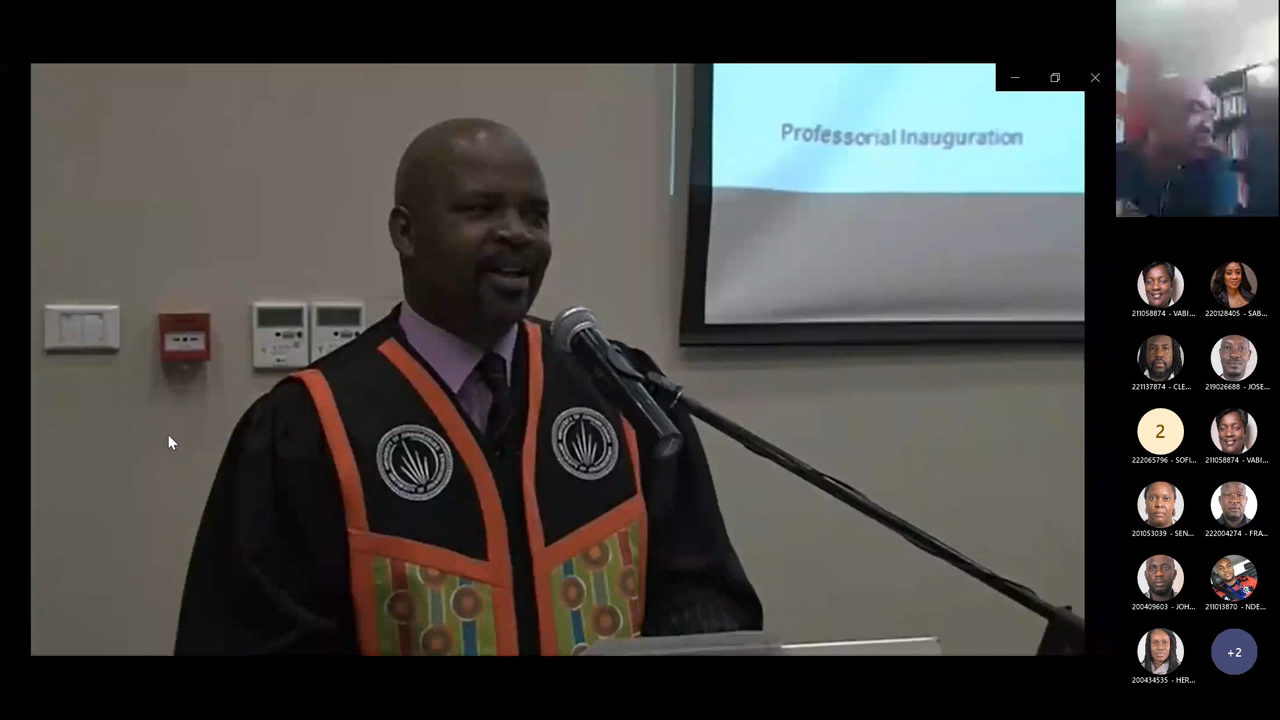 Professorial Inauguration
211058874 - VABI...
220128405 - SAB...
221137874 - CLE...
219026688 - JOSE...
2
222065796 - SOFI...
211058874 - VABI...
201053039 - SEN...
222004274 - FRA...
200409603 - JOH...
211013870 - NDE...
200434535 - HER...
+2